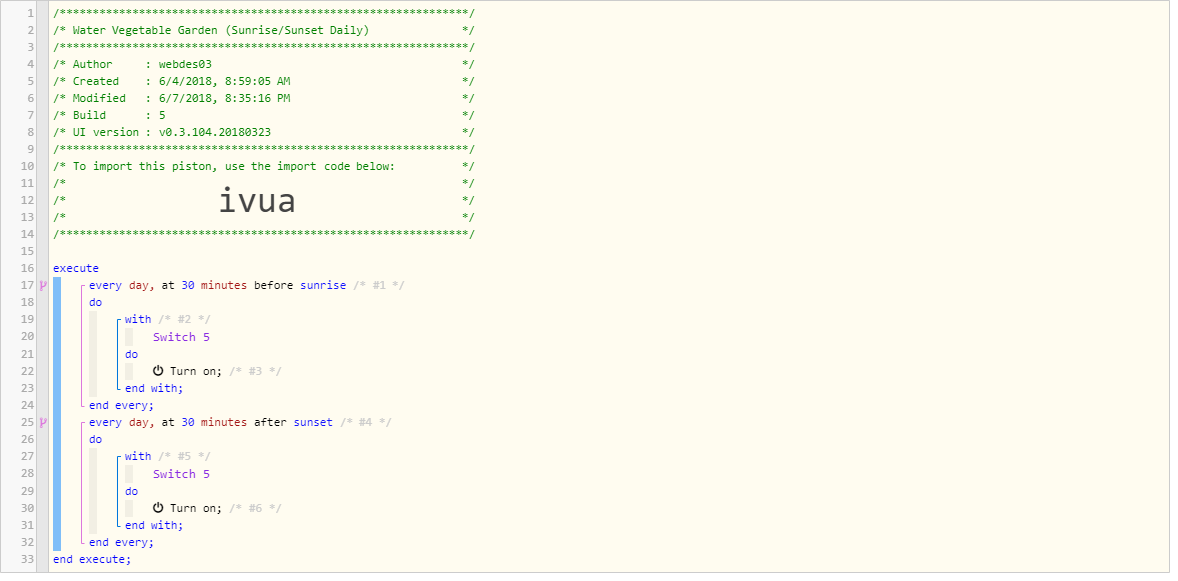 1 /**************************************************************/
2 /* Water Vegetable Garden (Sunrise/Sunset Daily) */
3 /**************************************************************/
4 /* Author : webdes03 */
5 /* Created : 6/4/2018, 8:59:05 AM */
6 /* Modified : 6/7/2018, 8:35:16 PM */
7 /* Build : 5 */
8 /* UI version : v0.3.104.20180323 */
9 /**************************************************************/
10 /* To import this piston, use the import code below: */
11 /* */
12 /* ivua */
13 /* */
14 /**************************************************************/
15
16 execute
17 every day, at 30 minutes before sunrise /* #1 */
18 do
19 with /* #2 */
20 Switch 5
21 do
22 Turn on; /* #3 */
23 end with;
24 end every;
25 every day, at 30 minutes after sunset /* #4 */
26 do
27 with /* #5 */
28 Switch 5
29 do
30 Turn on; /* #6 */
31 end with;
32 end every;
33 end execute;